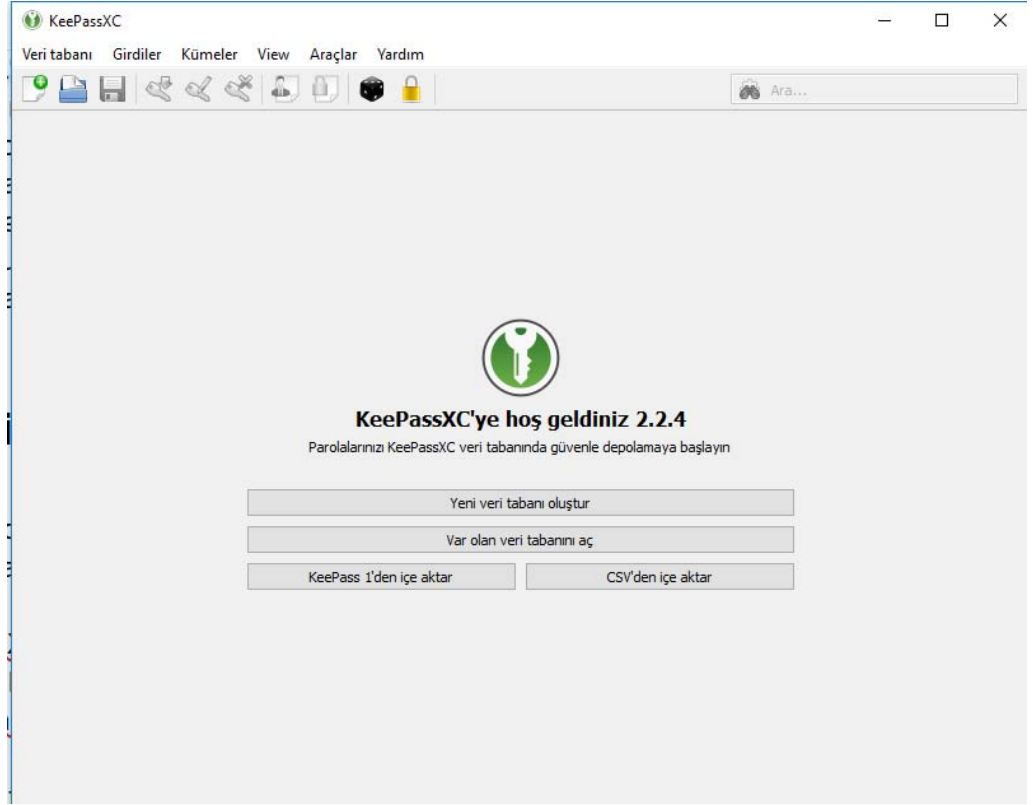 KeePassXC
Veri tabanı Girdiler Kümeler View Araçlar Yardım
Ara...
KeePassXC'ye hoş geldiniz 2.2.4
Parolalarınızı KeePassXC veri tabanında güvenle depolamaya başlayın
Yeni veri tabanı oluştur
Var olan veri tabanını aç
KeePass 1'den içe aktar CSV'den içe aktar